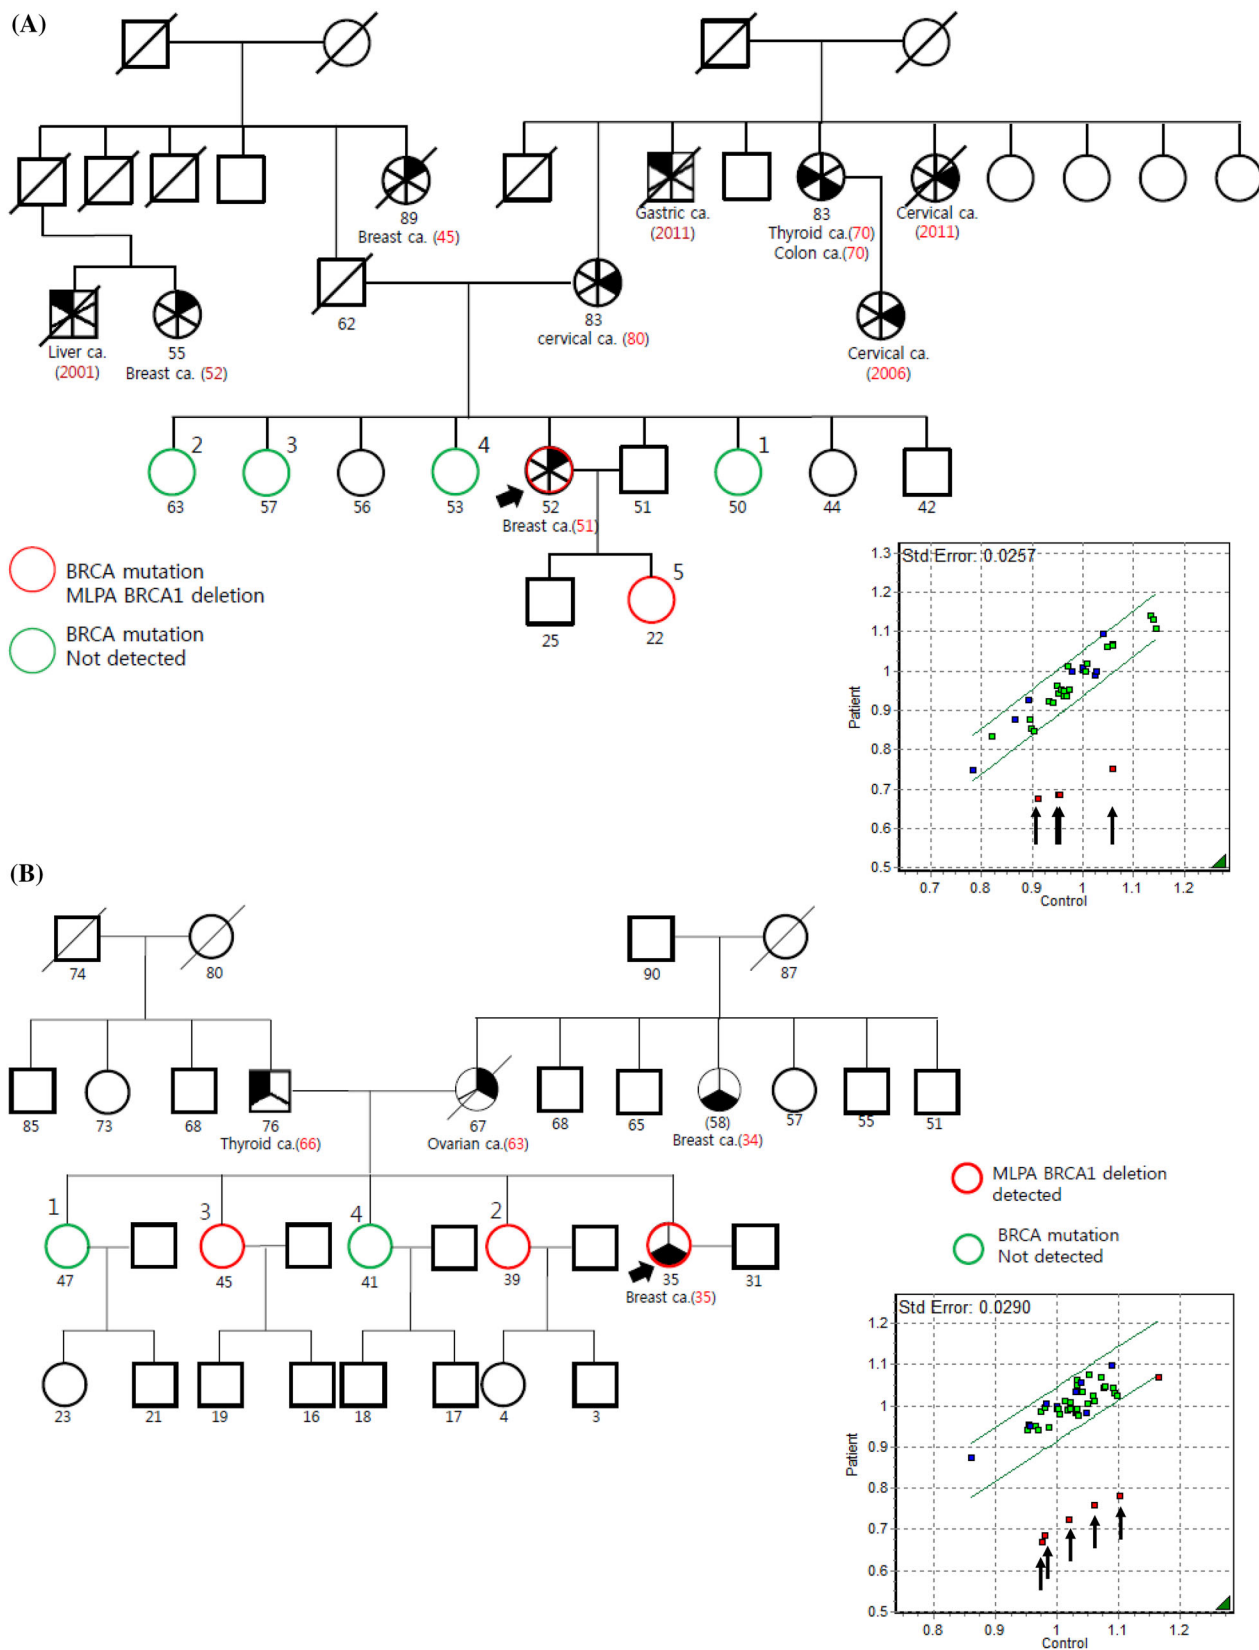 (A)
89
Breast ca. (45)
Gastric ca.
(2011)
83
Thyroid ca.(70)
Colon ca.(70)
Cervical ca.
(2011)
Liver ca.
(2001)
55
Breast ca. (52)
62
83
cervical ca. (80)
Cervical ca.
(2006)
2
3
4
1
63
57
56
53
52
51
50
44
42
Breast ca.(51)
5
25
22
BRCA mutation
MLPA BRCA1 deletion
BRCA mutation
Not detected
Std Error: 0.0257
1.3
1.2
1.1
1
0.9
0.8
0.7
0.6
0.5
Patient
0.7
0.8
0.9
1
1.1
1.2
Control
(B)
74
80
90
87
85
73
68
76
67
68
65
(58)
57
55
51
Thyroid ca.(66)
Ovarian ca.(63)
Breast ca.(34)
1
3
4
2
47
45
41
39
35
31
Breast ca.(35)
23
21
19
16
18
17
4
3
MLPA BRCA1 deletion
detected
BRCA mutation
Not detected
Std Error: 0.0290
1.2
1.1
1
0.9
0.8
0.7
0.6
0.5
Patient
0.8
0.9
1
1.1
1.2
Control